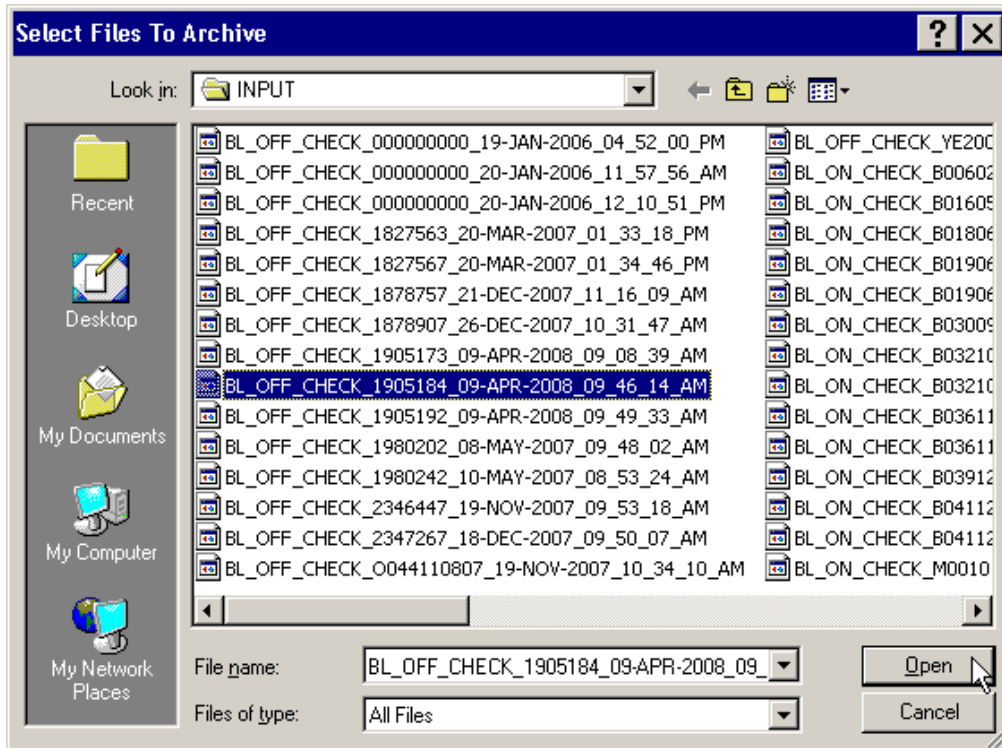 Select Files To Archive
Look in: INPUT
Recent
Desktop
My Documents
My Computer
My Network
Places
BL_OFF_CHECK_000000000_19-JAN-2006_04_52_00_PM
BL_OFF_CHECK_000000000_20-JAN-2006_11_57_56_AM
BL_OFF_CHECK_000000000_20-JAN-2006_12_10_51_PM
BL_OFF_CHECK_1827563_20-MAR-2007_01_33_18_PM
BL_OFF_CHECK_1827567_20-MAR-2007_01_34_46_PM
BL_OFF_CHECK_1878757_21-DEC-2007_11_16_09_AM
BL_OFF_CHECK_1878907_26-DEC-2007_10_31_47_AM
BL_OFF_CHECK_1905173_09-APR-2008_09_08_39_AM
BL_OFF_CHECK_1905184_09-APR-2008_09_46_14_AM
BL_OFF_CHECK_1905192_09-APR-2008_09_49_33_AM
BL_OFF_CHECK_1980202_08-MAY-2007_09_48_02_AM
BL_OFF_CHECK_1980242_10-MAY-2007_08_53_24_AM
BL_OFF_CHECK_2346447_19-NOV-2007_09_53_18_AM
BL_OFF_CHECK_2347267_18-DEC-2007_09_50_07_AM
BL_OFF_CHECK_O044110807_19-NOV-2007_10_34_10_AM
BL_OFF_CHECK_YE200
BL_ON_CHECK_B00602
BL_ON_CHECK_B01605
BL_ON_CHECK_B01806
BL_ON_CHECK_B01906
BL_ON_CHECK_B01906
BL_ON_CHECK_B03009
BL_ON_CHECK_B03210
BL_ON_CHECK_B03210
BL_ON_CHECK_B03611
BL_ON_CHECK_B03611
BL_ON_CHECK_B03912
BL_ON_CHECK_B04112
BL_ON_CHECK_B04112
BL_ON_CHECK_M0010
File name: BL_OFF_CHECK_1905184_09-APR-2008_09_ Open
Files of type: All Files Cancel